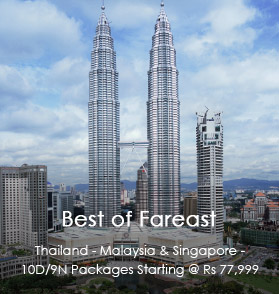 Best of Fareast
Thailand - Malaysia & Singapore -
10D/9N Packages Starting @ Rs 77,999